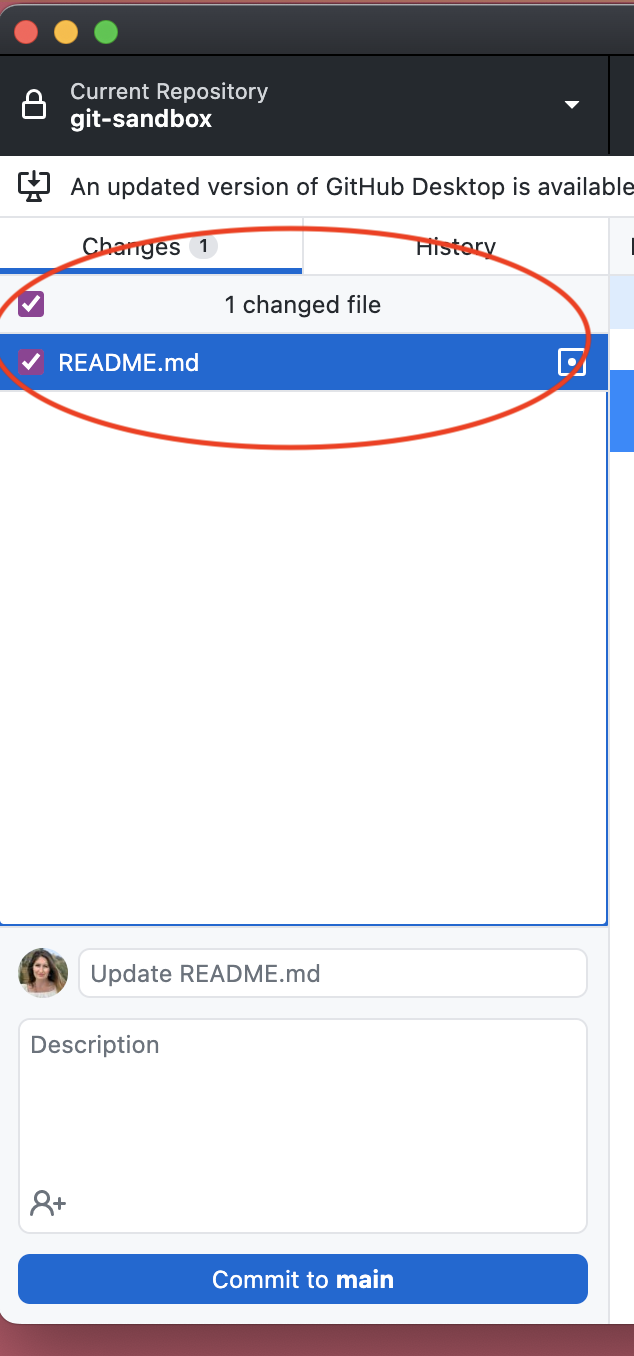 Current Repository
git-sandbox
An updated version of GitHub Desktop is available
Changes 1
History
1 changed file
README.md
Update README.md
Description
Commit to main